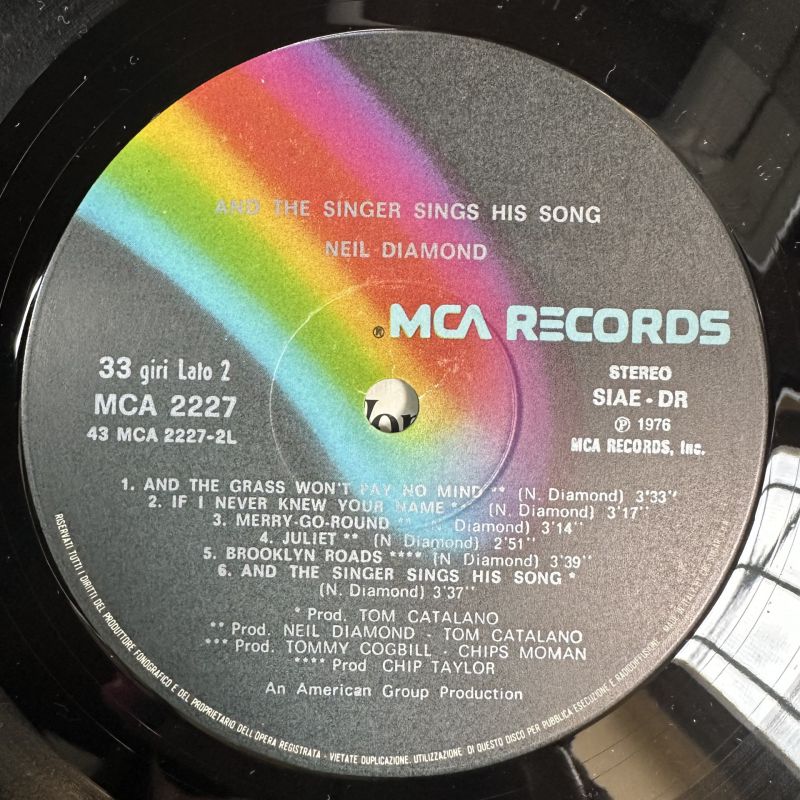 AND THE SINGER SINGS HIS SONG
NEIL DIAMOND
® MCA RECORDS
33 giri Lato 2
MCA 2227
43 MCA 2227-2L
STEREO
SIAE - DR
Ⓟ 1976
MCA RECORDS, Inc.
1. AND THE GRASS WON'T PAY NO MIND ** (N. Diamond) 3'33''
2. IF I NEVER KNEW YOUR NAME (N. Diamond) 3'17''
3. MERRY-GO-ROUND ** (N. Diamond) 3'14''
4. JULIET ** (N. Diamond) 2'51''
5. BROOKLYN ROADS **** (N. Diamond) 3'39''
6. AND THE SINGER SINGS HIS SONG *
(N. Diamond) 3'37''
* Prod. TOM CATALANO
** Prod. NEIL DIAMOND - TOM CATALANO
*** Prod. TOMMY COGBILL - CHIPS MOMAN
**** Prod CHIP TAYLOR
An American Group Production
RISERVATI TUTTI I DIRITTI DEL PRODUTTORE FONOGRAFICO E DEL PROPRIETARIO DELL'OPERA REGISTRATA - VIETATE DUPLICAZIONE, UTILIZZAZIONE DI QUESTO DISCO PER PUBBLICA ESECUZIONE E RADIODIFFUSIONE